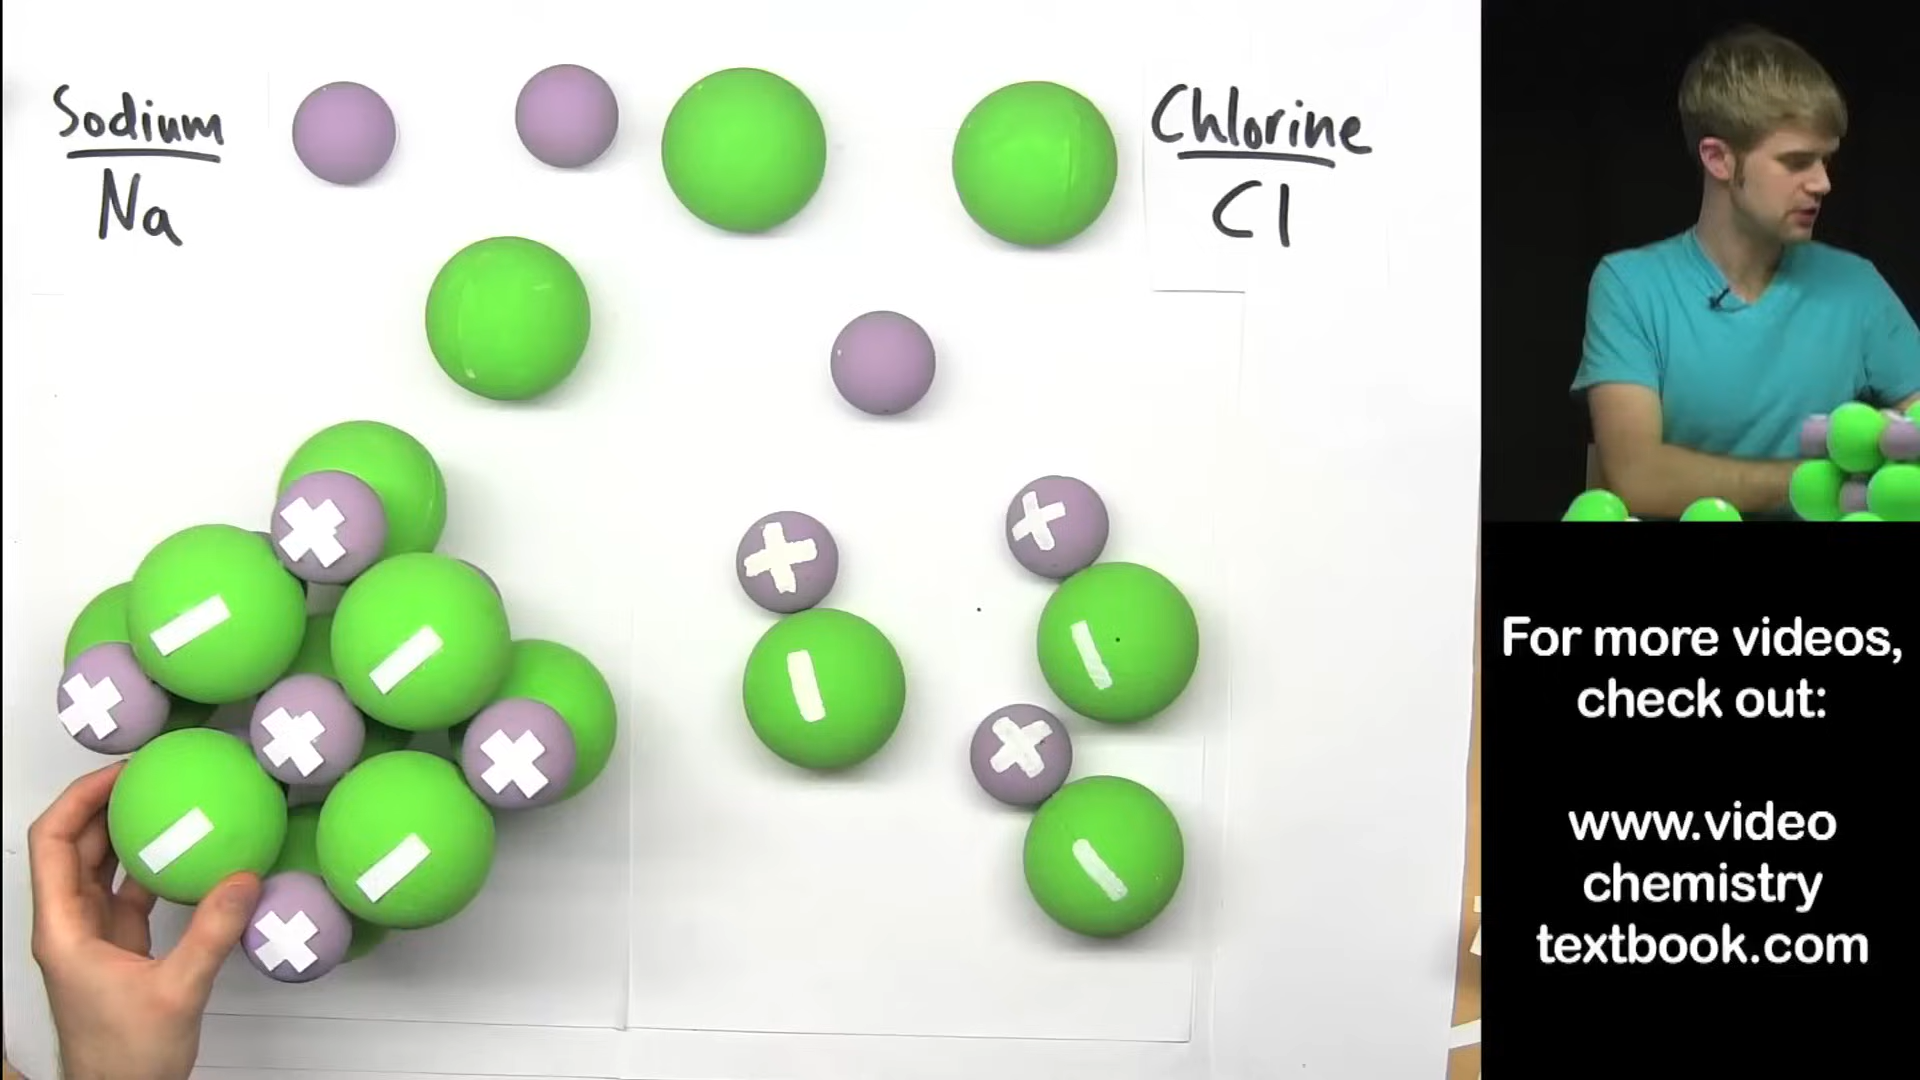 Sodium
Na
Chlorine
Cl
For more videos,
check out:
www.video
chemistry
textbook.com